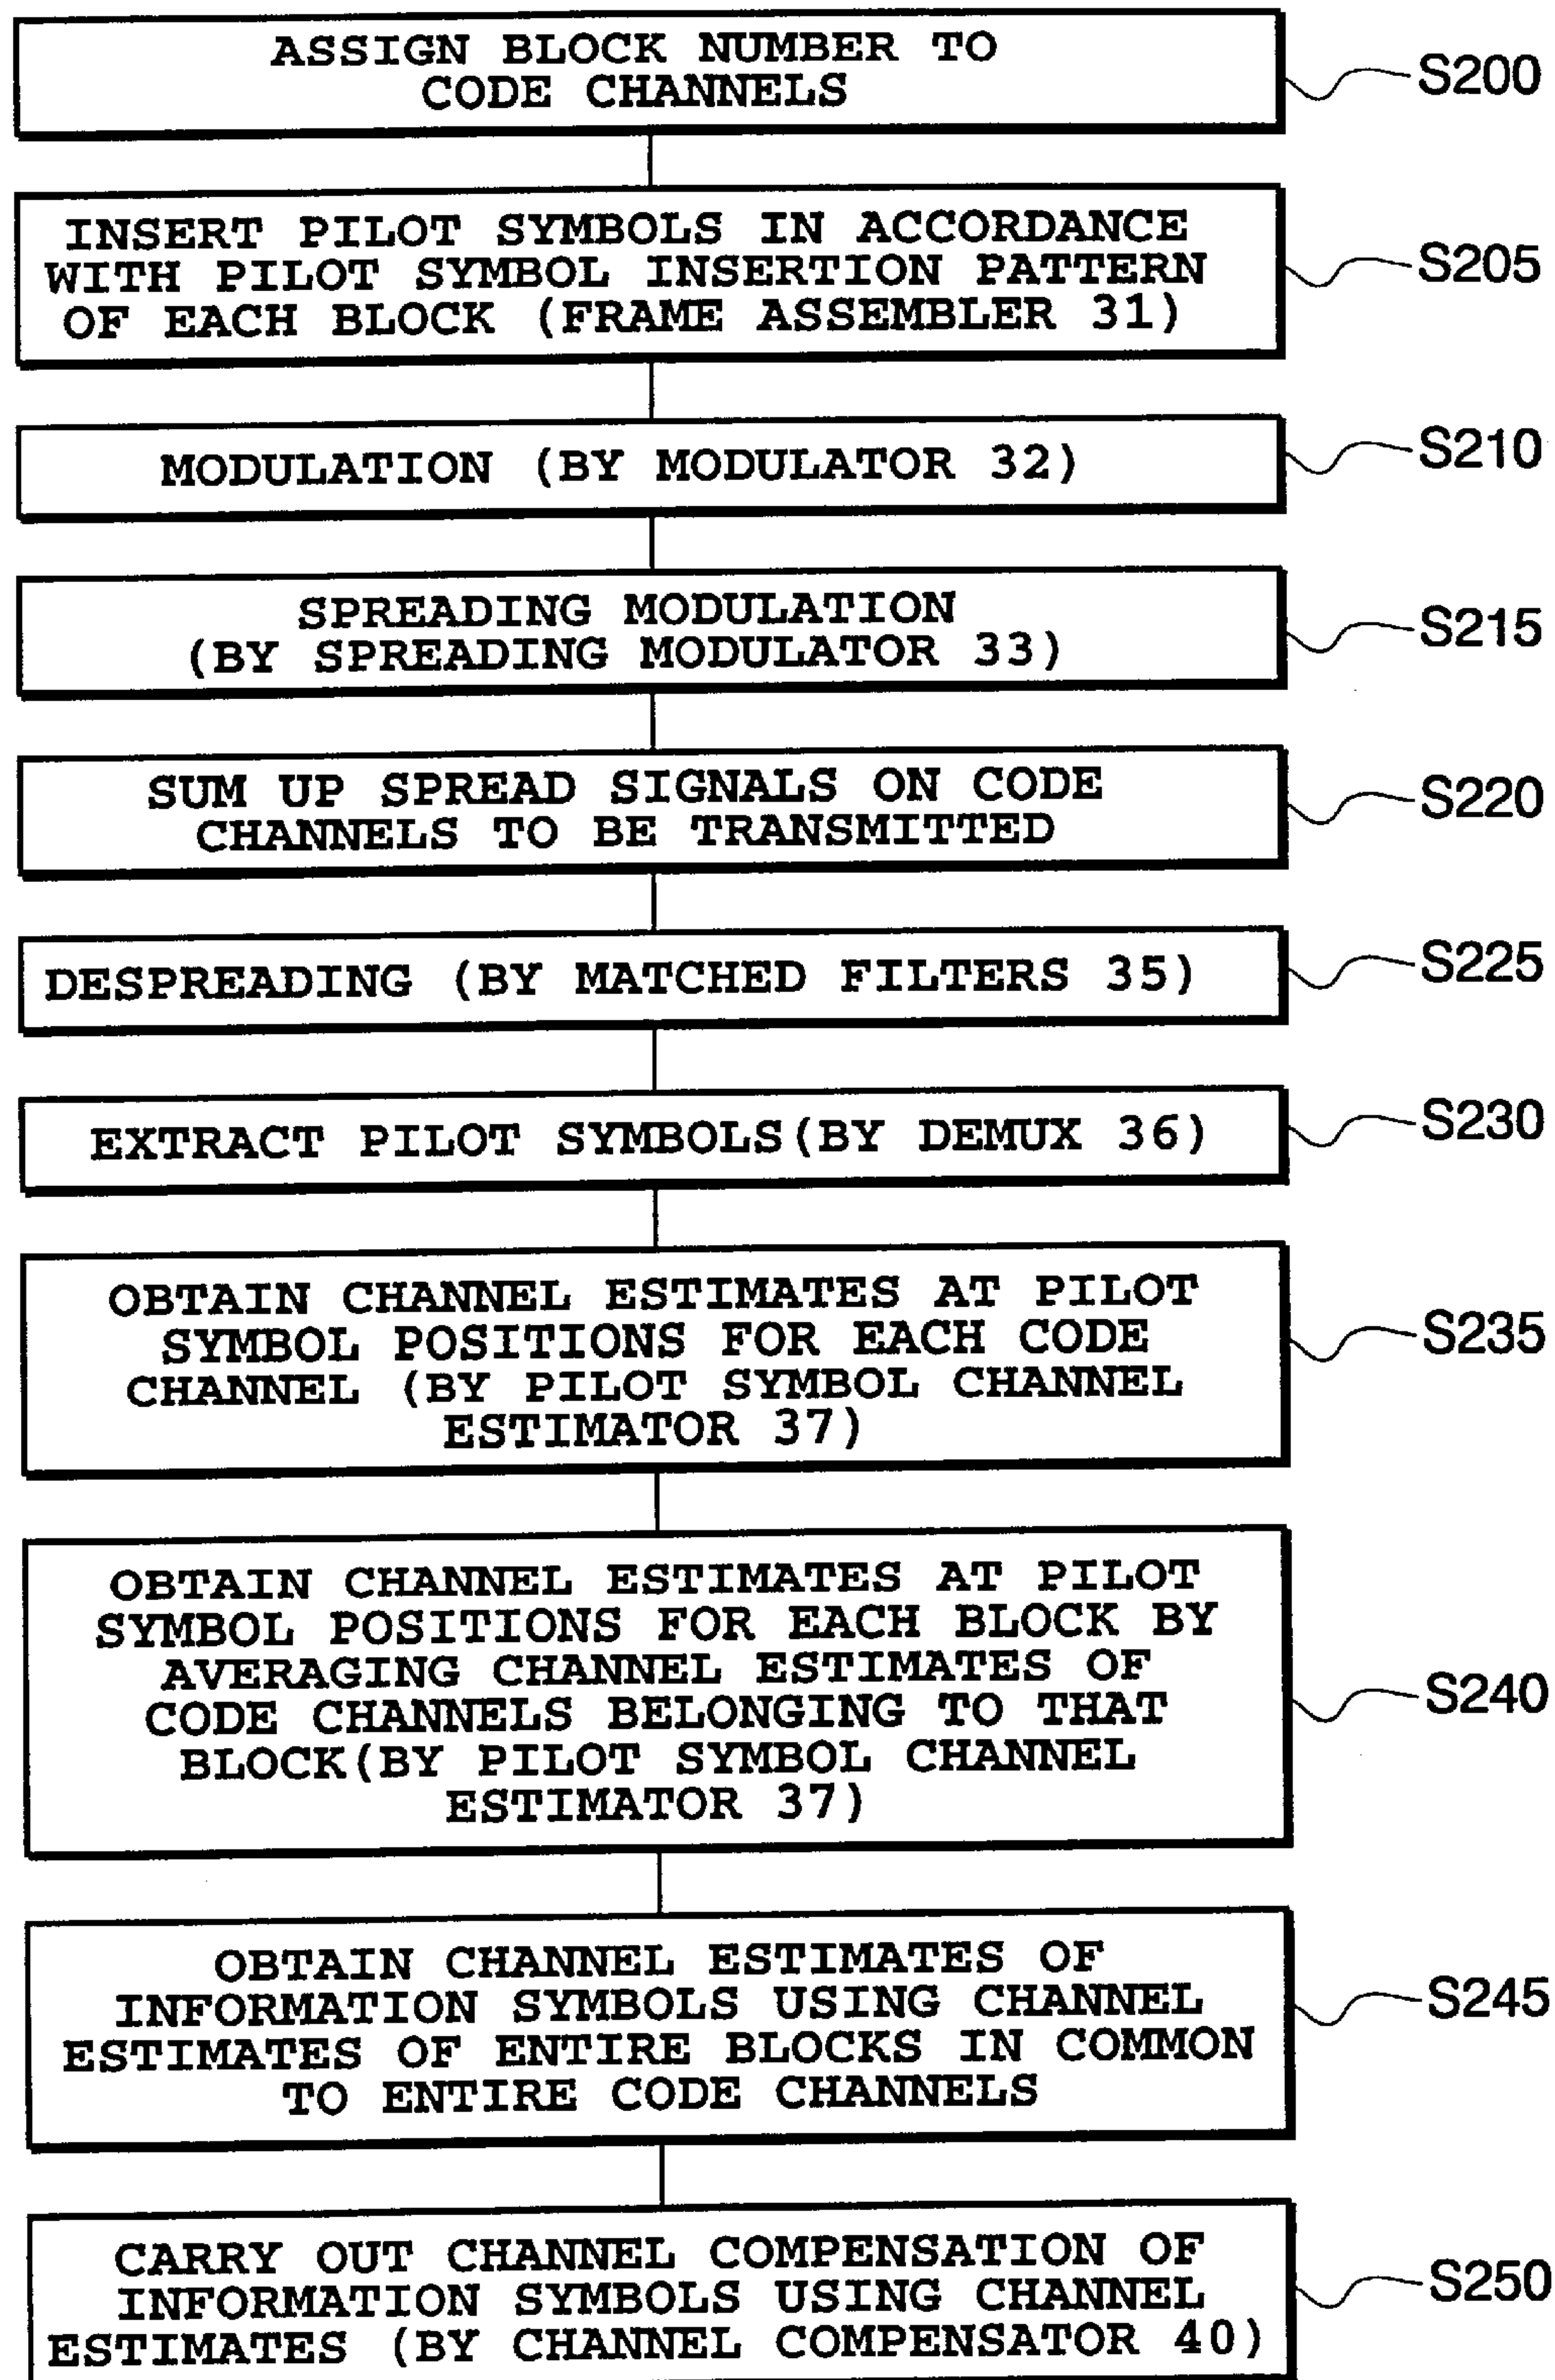 ASSIGN BLOCK NUMBER TO
CODE CHANNELS
S200
INSERT PILOT SYMBOLS IN ACCORDANCE
WITH PILOT SYMBOL INSERTION PATTERN
OF EACH BLOCK (FRAME ASSEMBLER 31)
S205
MODULATION (BY MODULATOR 32)
S210
SPREADING MODULATION
(BY SPREADING MODULATOR 33)
S215
SUM UP SPREAD SIGNALS ON CODE
CHANNELS TO BE TRANSMITTED
S220
DESPREADING (BY MATCHED FILTERS 35)
S225
EXTRACT PILOT SYMBOLS(BY DEMUX 36)
S230
OBTAIN CHANNEL ESTIMATES AT PILOT
SYMBOL POSITIONS FOR EACH CODE
CHANNEL (BY PILOT SYMBOL CHANNEL
ESTIMATOR 37)
S235
OBTAIN CHANNEL ESTIMATES AT PILOT
SYMBOL POSITIONS FOR EACH BLOCK BY
AVERAGING CHANNEL ESTIMATES OF
CODE CHANNELS BELONGING TO THAT
BLOCK(BY PILOT SYMBOL CHANNEL
ESTIMATOR 37)
S240
OBTAIN CHANNEL ESTIMATES OF
INFORMATION SYMBOLS USING CHANNEL
ESTIMATES OF ENTIRE BLOCKS IN COMMON
TO ENTIRE CODE CHANNELS
S245
CARRY OUT CHANNEL COMPENSATION OF
INFORMATION SYMBOLS USING CHANNEL
ESTIMATES (BY CHANNEL COMPENSATOR 40)
S250